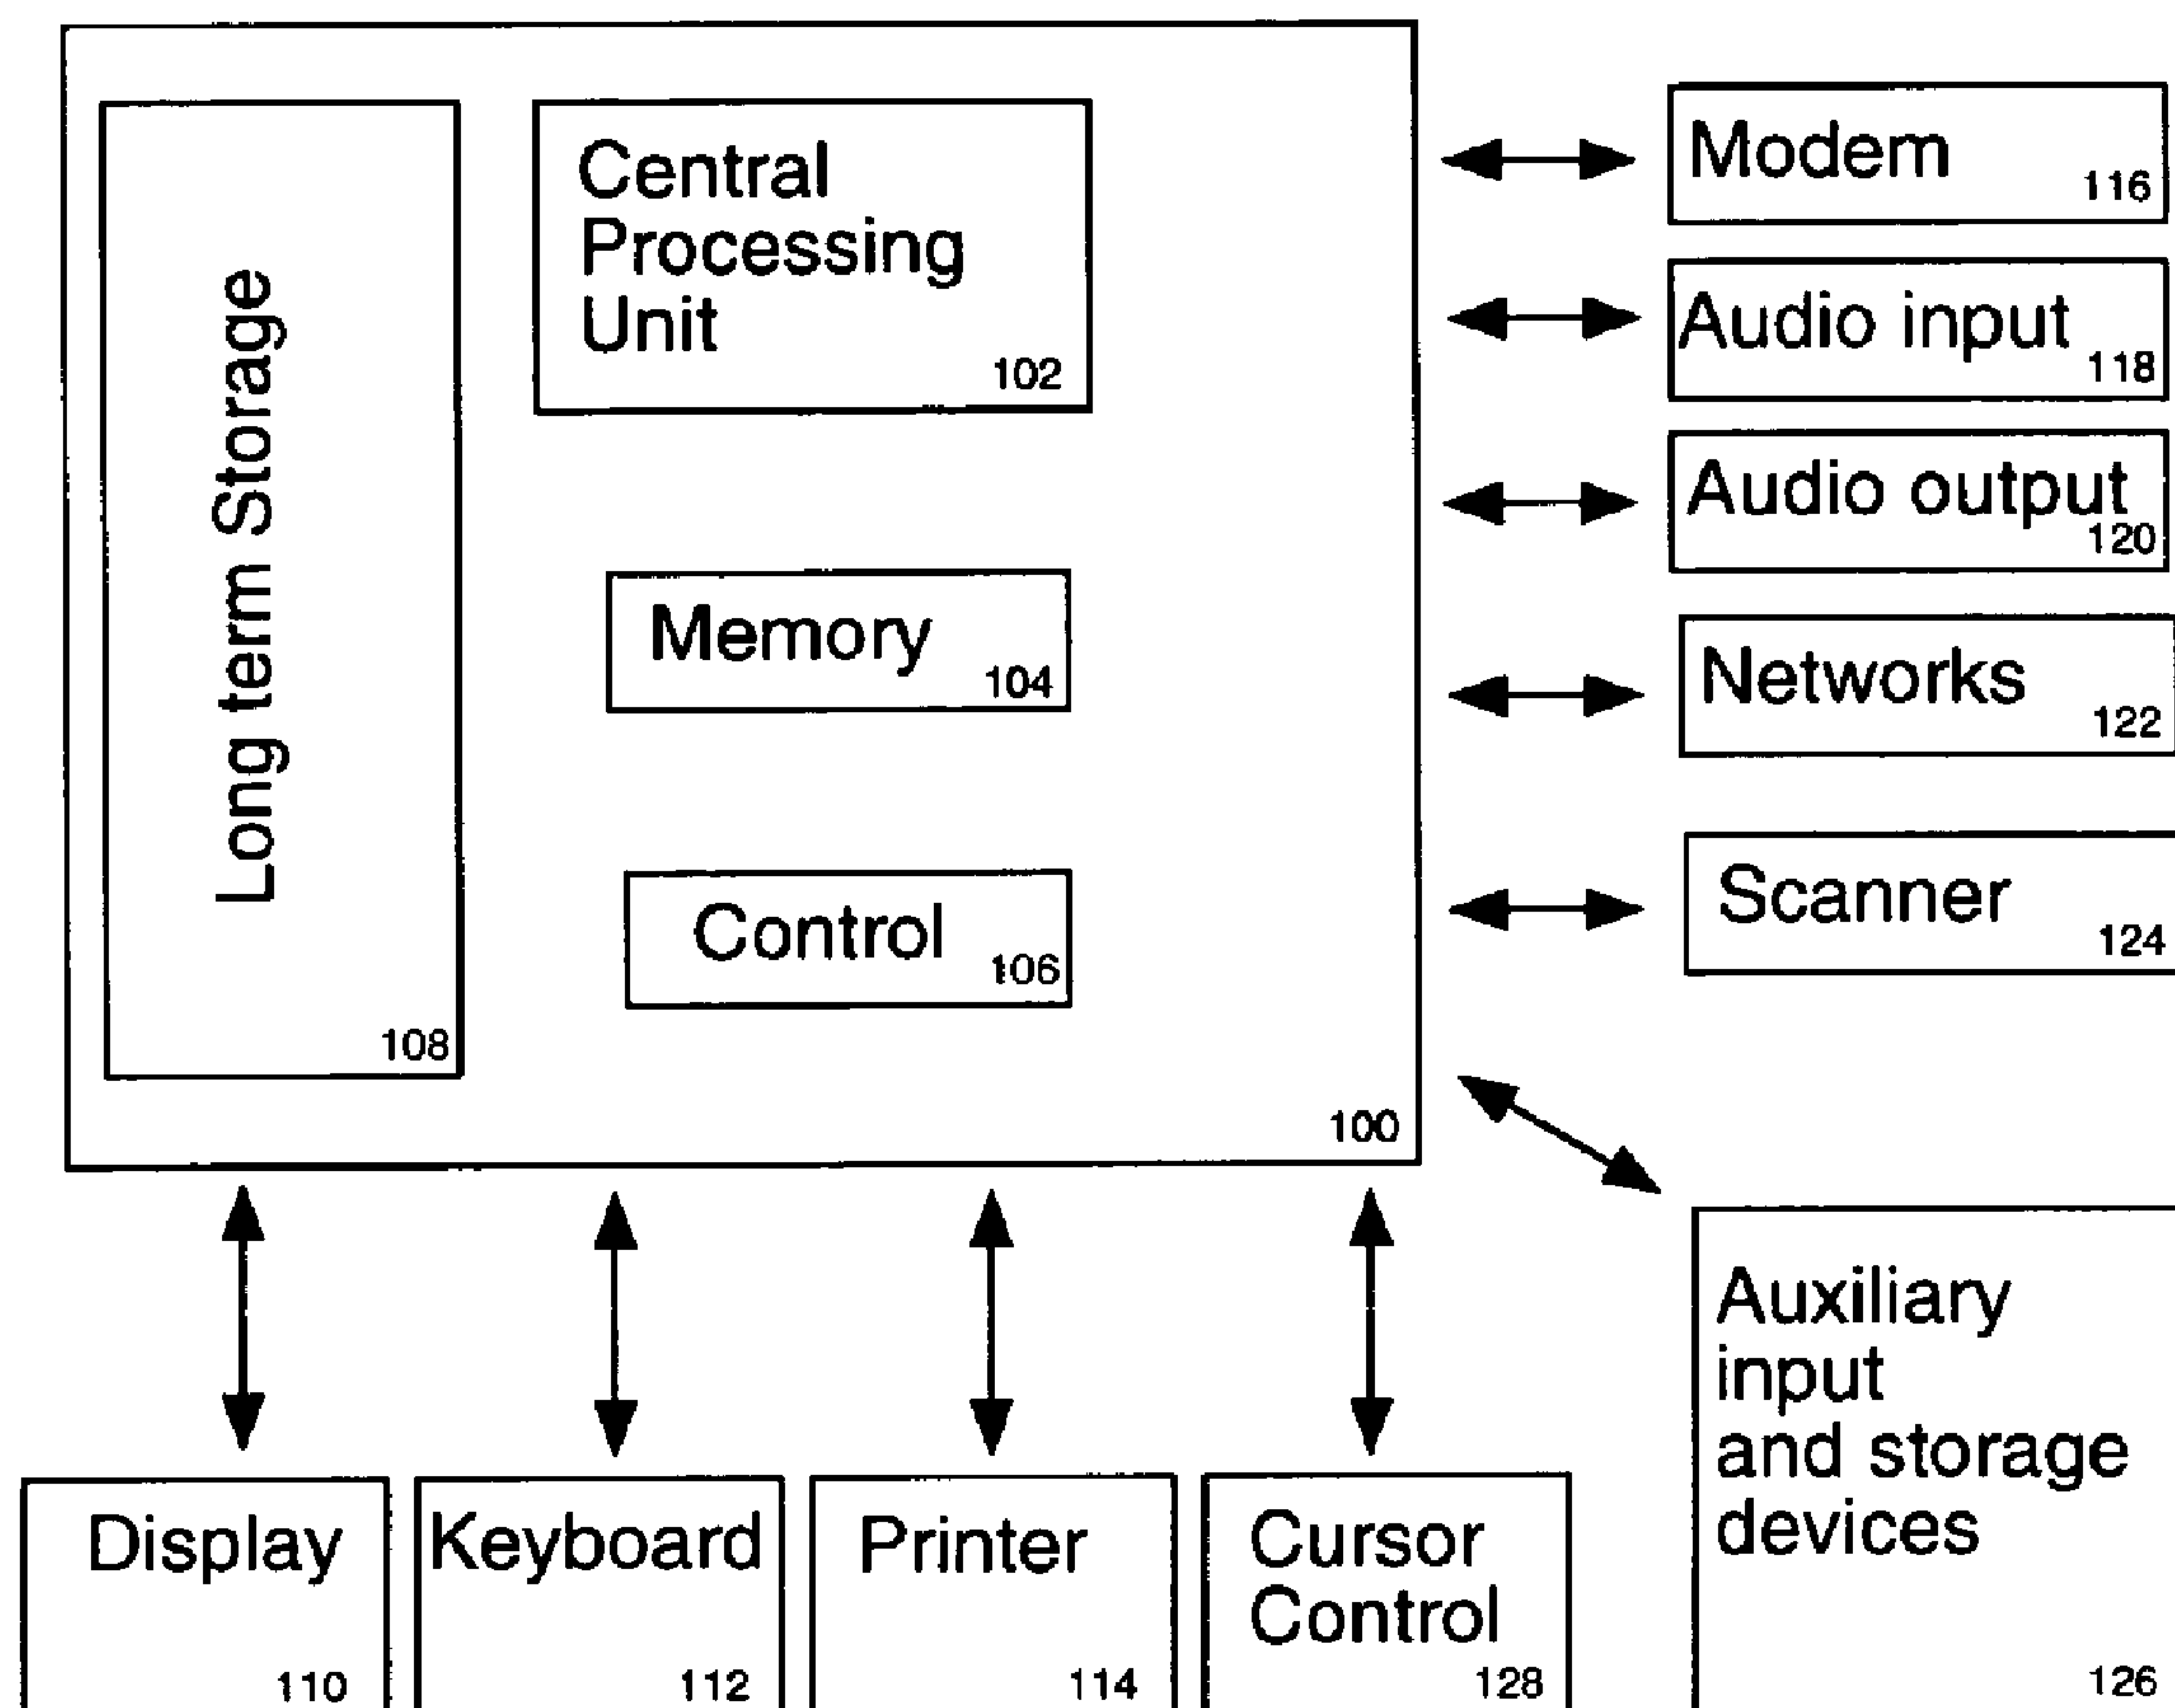 Long term Storage
108
Central
Processing
Unit
102
Memory
104
Control
106
100
Modem
116
Audio input
118
Audio output
120
Networks
122
Scanner
124
Display
110
Keyboard
112
Printer
114
Cursor
Control
128
Auxiliary
input
and storage
devices
126